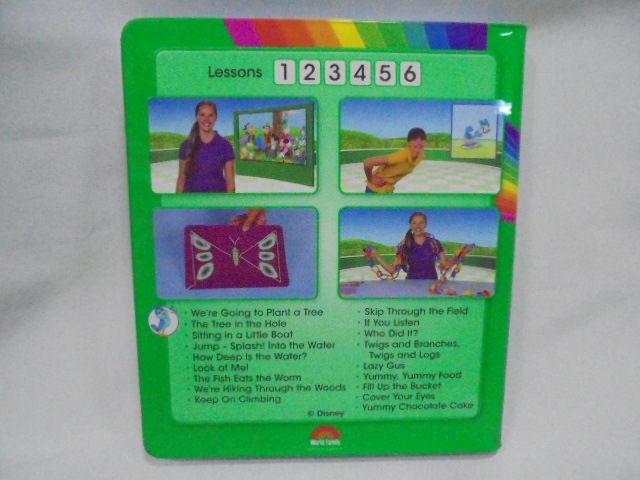 Lessons 1 2 3 4 5 6
• We're Going to Plant a Tree
• The Tree in the Hole
• Sitting in a Little Boat
• Jump - Splash! Into the Water
• How Deep Is the Water?
• Look at Me!
• The Fish Eats the Worm
• We're Hiking Through the Woods
• Keep On Climbing
• Skip Through the Field
• If You Listen
• Who Did It?
• Twigs and Branches,
Twigs and Logs
• Lazy Gus
• Yummy, Yummy Food
• Fill Up the Bucket
• Cover Your Eyes
• Yummy Chocolate Cake
© Disney
World Family